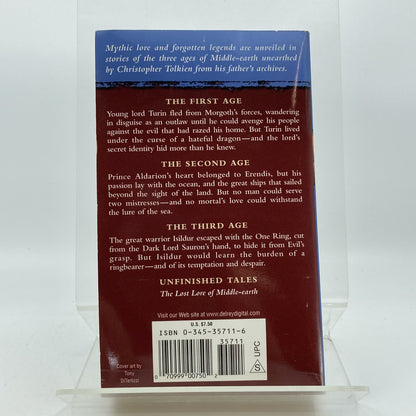 Mythic love and forgotten legends are unveiled in
stories of the three ages of Middle-earth unearthed
by Christopher Tolkien from his father's archives.
THE FIRST AGE
Young lord Turin fled from Morgoth's forces, wandering
in disguise as an outlaw until he could avenge his people
against the evil that had razed his home. But Turin lived
under the curse of a hateful dragon—and the lord's
secret identity hid more than he knew.
THE SECOND AGE
Prince Aldarion's heart belonged to Erendis, but his
passion lay with the ocean, and the great ships that sailed
beyond the sight of the land. But no man could serve
two mistresses—and no mortal's love could withstand
the lure of the sea.
THE THIRD AGE
The great warrior Isildur escaped with the One Ring, cut
from the Dark Lord Sauron's hand, to hide it from Evil's
grasp. But Isildur would learn the burden of a
ringbearer—and of its temptation and despair.
UNFINISHED TALES
The Lost Lore of Middle-earth
Visit our Web site at www.delreydigital.com
U.S. $7.50
ISBN 0-345-35711-6
35711
0 70999 00750 2
S UPC
Cover art by
Tony
DiTerlizzi